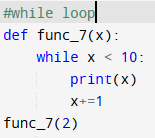 #while loop
def func_7(x):
    while x < 10:
        print(x)
        x+=1
func_7(2)